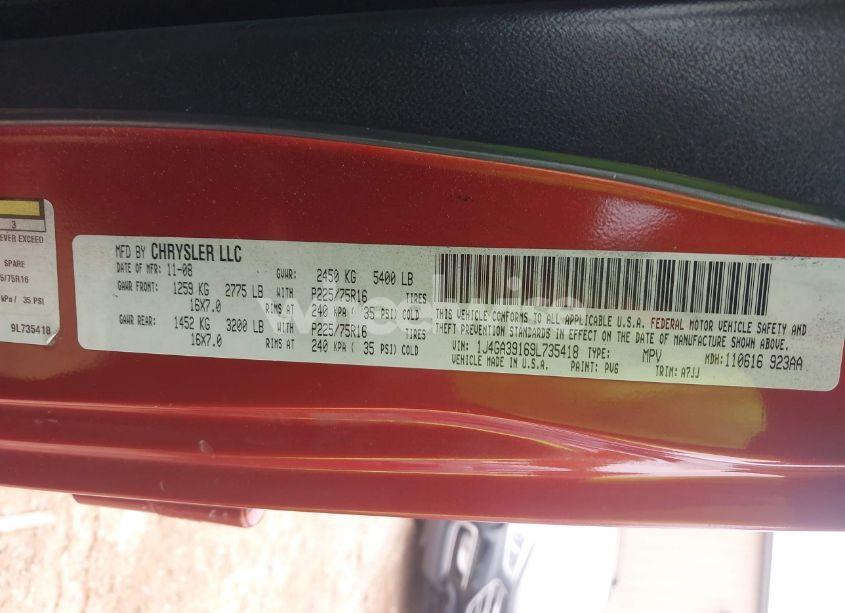 3
EVER EXCEED
SPARE
5/75R16
kPa / 35 PSI
9L735418
MFD BY CHRYSLER LLC
DATE OF MFR: 11-08 GVWR: 2450 KG 5400 LB
GAWR FRONT: 1259 KG 2775 LB WITH P225/75R16 TIRES
16X7.0 RIMS AT 240 KPA ( 35 PSI) COLD
GAWR REAR: 1452 KG 3200 LB WITH P225/75R16 TIRES
16X7.0 RIMS AT 240 KPA ( 35 PSI) COLD
THIS VEHICLE CONFORMS TO ALL APPLICABLE U.S.A. FEDERAL MOTOR VEHICLE SAFETY AND
THEFT PREVENTION STANDARDS IN EFFECT ON THE DATE OF MANUFACTURE SHOWN ABOVE.
VIN: 1J4GA39169L735418 TYPE: MPV MDH: 110616 923AA
VEHICLE MADE IN U.S.A. PAINT: PV6 TRIM: A7JJ